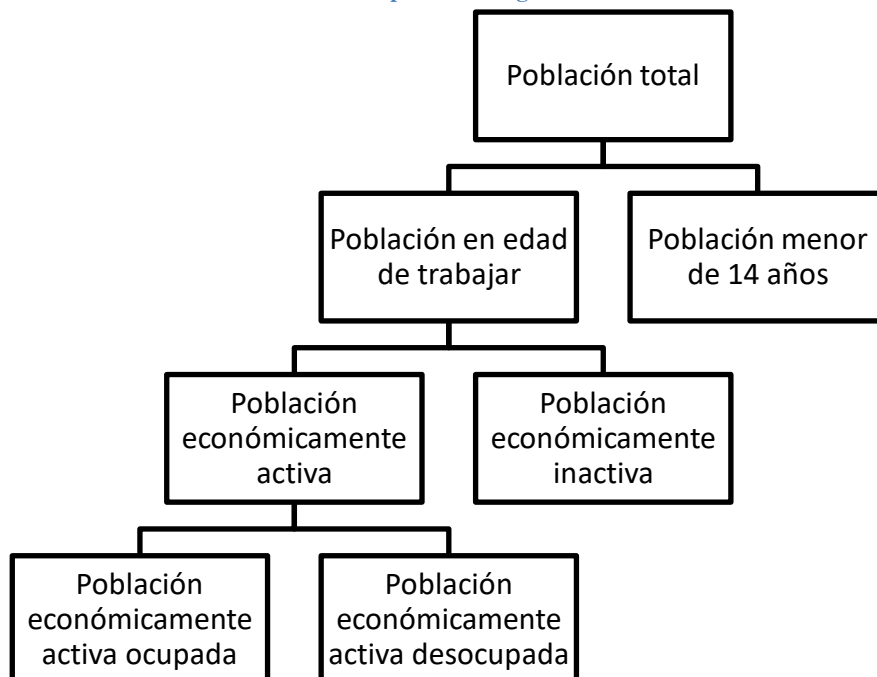 Población total
Población en edad
de trabajar
Población menor
de 14 años
Población
económicamente
activa
Población
económicamente
inactiva
Población
económicamente
activa ocupada
Población
económicamente
activa desocupada